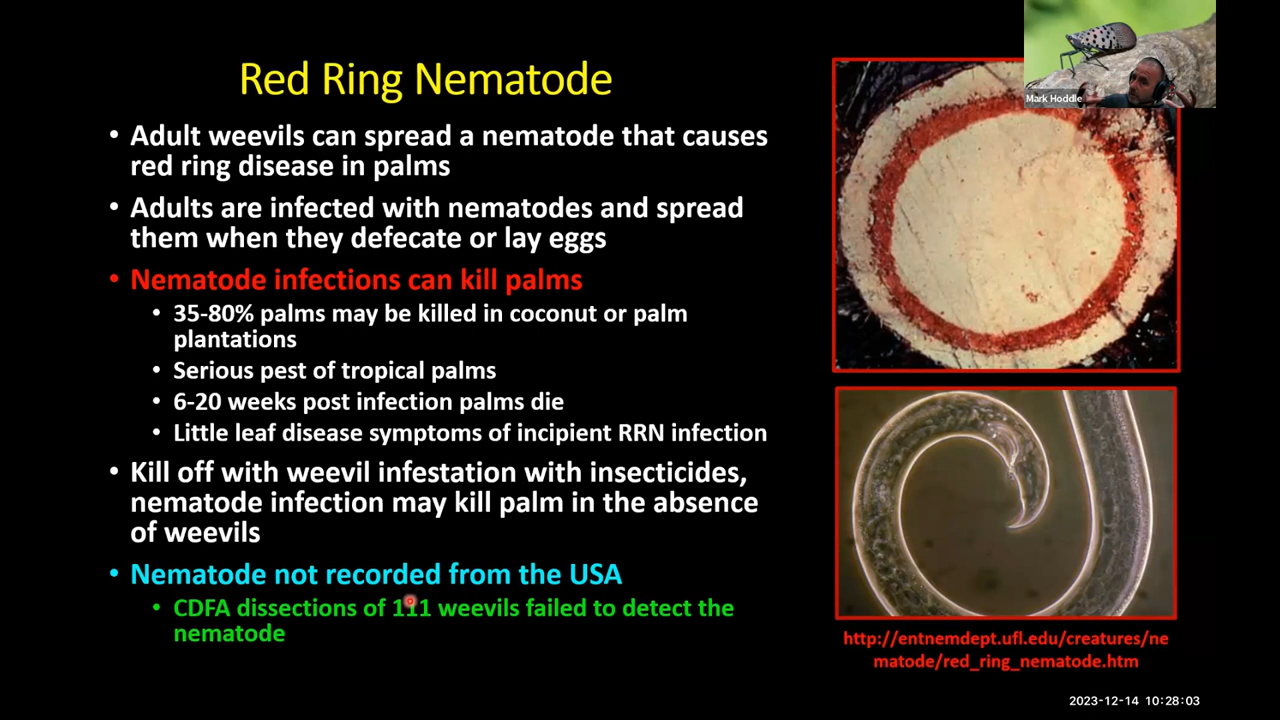 Red Ring Nematode
Mark Hoddle
• Adult weevils can spread a nematode that causes
red ring disease in palms
• Adults are infected with nematodes and spread
them when they defecate or lay eggs
• Nematode infections can kill palms
• 35-80% palms may be killed in coconut or palm
plantations
• Serious pest of tropical palms
• 6-20 weeks post infection palms die
• Little leaf disease symptoms of incipient RRN infection
• Kill off with weevil infestation with insecticides,
nematode infection may kill palm in the absence
of weevils
• Nematode not recorded from the USA
• CDFA dissections of 111 weevils failed to detect the
nematode
http://entnemdept.ufl.edu/creatures/ne
matode/red_ring_nematode.htm
2023-12-14 10:28:03